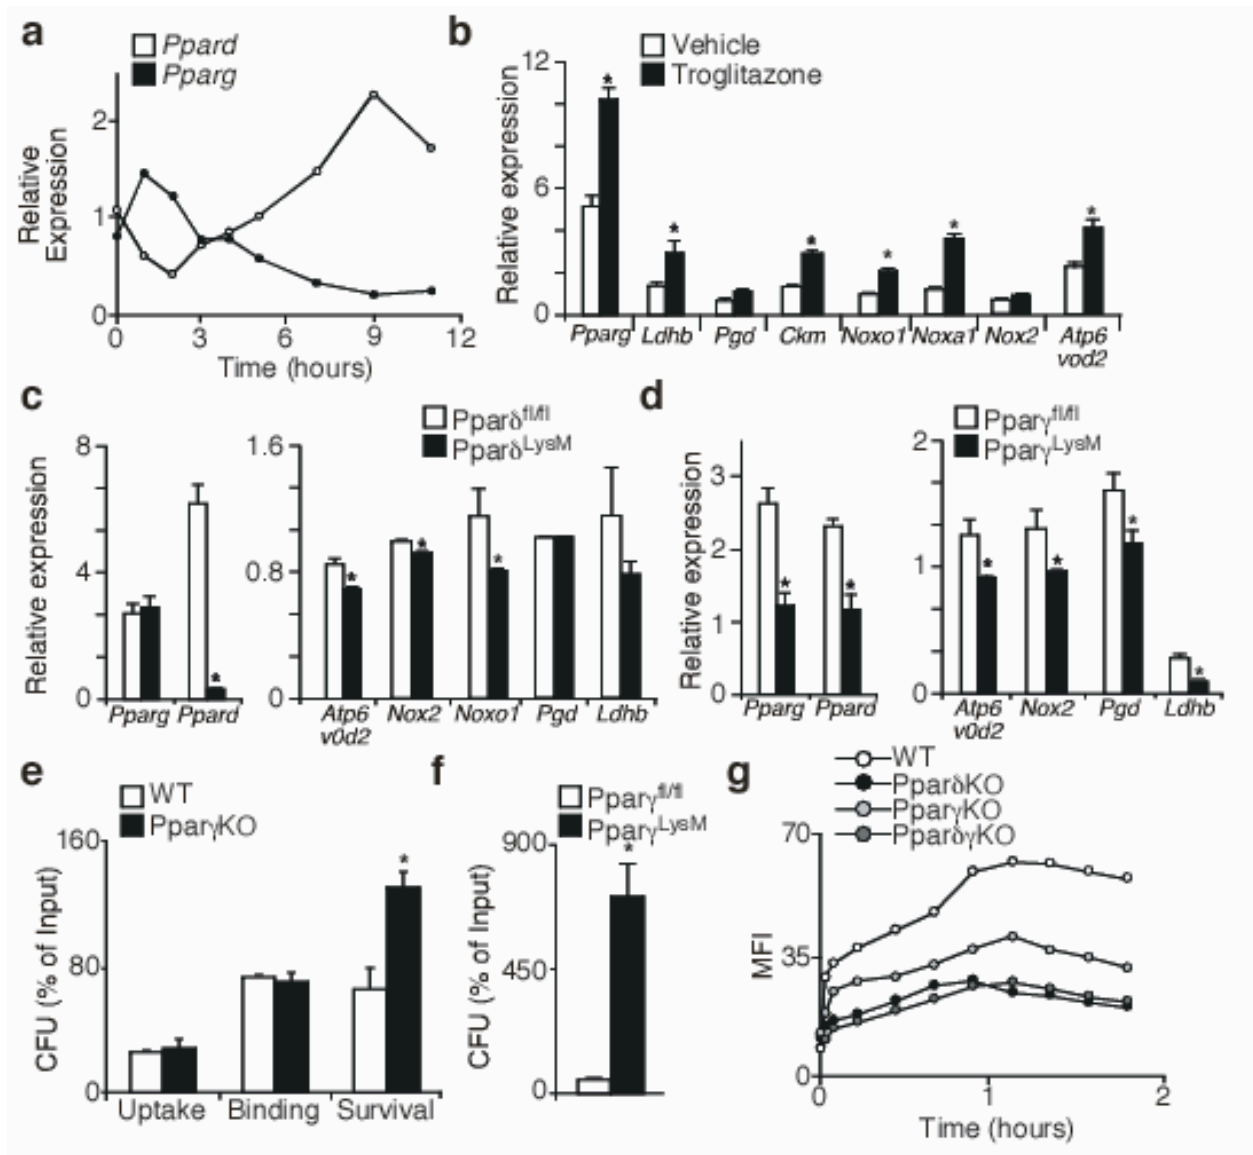 a
Ppard
Pparg
Relative
Expression
2
1
0
0 3 6 9 12
Time (hours)
b
Vehicle
Troglitazone
Relative expression
12
6
0
* * * * * *
Pparg Ldhb Pgd Ckm Noxo1 Noxa1 Nox2 Atp6
vod2
c
Pparδfl/fl
PparδLysM
Relative expression
8
4
0
*
Pparg Ppard
1.6
0.8
0
* * *
Atp6 Nox2 Noxo1 Pgd Ldhb
v0d2
d
Pparγfl/fl
PparγLysM
Relative expression
3
2
1
0
* *
Pparg Ppard
2
1
0
* * * *
Atp6 Nox2 Pgd Ldhb
v0d2
e
WT
PparγKO
CFU (% of Input)
160
80
0
*
Uptake Binding Survival
f
Pparγfl/fl
PparγLysM
CFU (% of Input)
900
450
0
*
g
WT
PparδKO
PparγKO
PparδγKO
MFI
70
35
0
0 1 2
Time (hours)